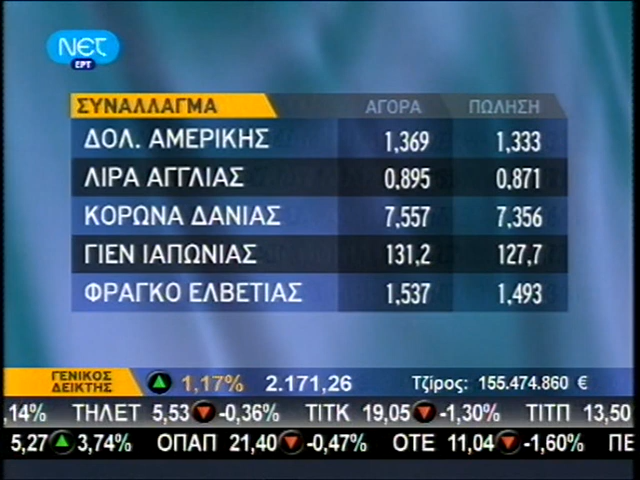 ΝΕΤ
ΕΡΤ
ΣΥΝΑΛΛΑΓΜΑ ΑΓΟΡΑ ΠΩΛΗΣΗ
ΔΟΛ. ΑΜΕΡΙΚΗΣ 1,369 1,333
ΛΙΡΑ ΑΓΓΛΙΑΣ 0.895 0.871
ΚΟΡΩΝΑ ΔΑΝΙΑΣ 7,557 7,356
ΓΙΕΝ ΙΑΠΩΝΙΑΣ 131,2 127,7
ΦΡΑΓΚΟ ΕΛΒΕΤΙΑΣ 1,537 1,493
ΓΕΝΙΚΟΣ
ΔΕΙΚΤΗΣ 1,17% 2.171,26 Τζίρος: 155.474.860 €
,14% ΤΗΛΕΤ 5,53 -0,36% ΤΙΤΚ 19,05 -1,30% ΤΙΤΠ 13,50
5,27 3,74% ΟΠΑΠ 21,40 -0,47% ΟΤΕ 11,04 -1,60% ΠΕ